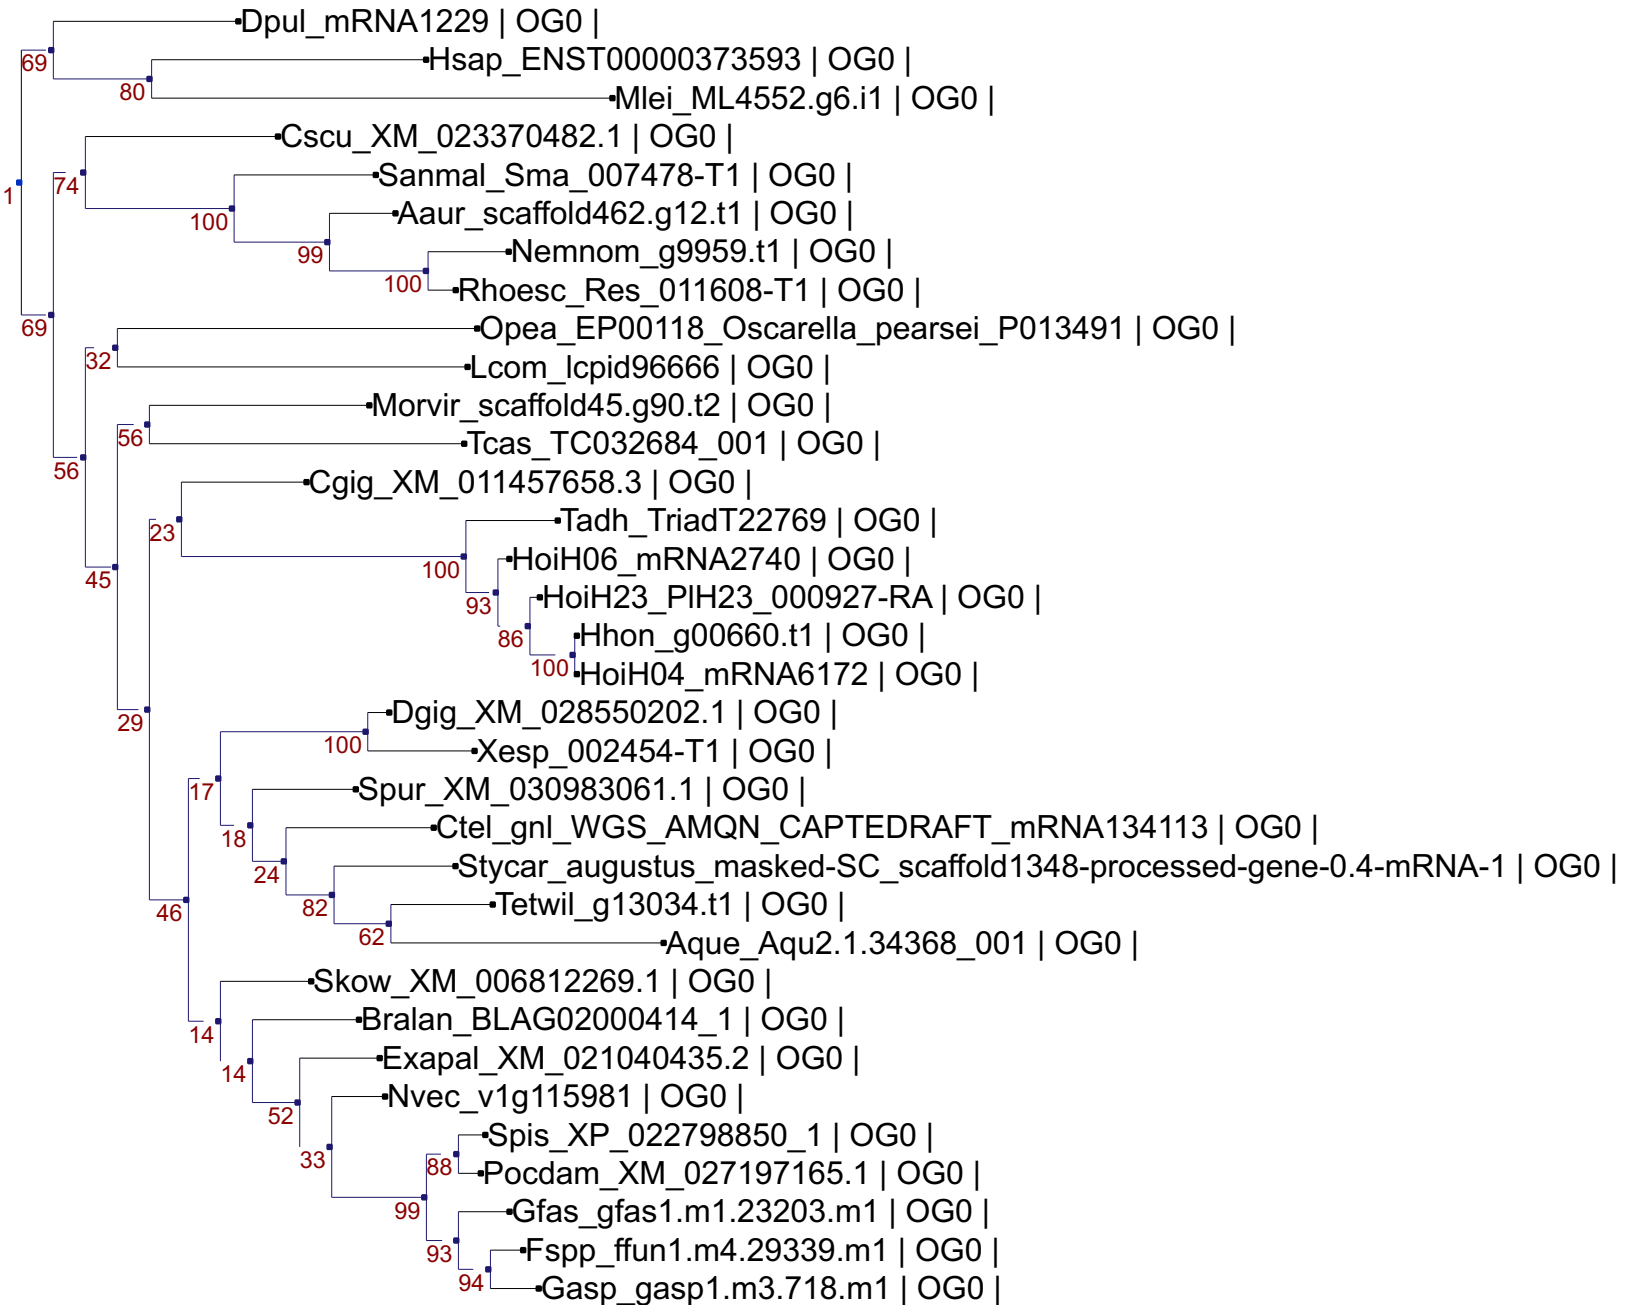 Dpul_mRNA1229 | OG0 |
69
Hsap_ENST00000373593 | OG0 |
80
Mlei_ML4552.g6.i1 | OG0 |
Cscu_XM_023370482.1 | OG0 |
1
74
Sanmal_Sma_007478-T1 | OG0 |
100
Aaur_scaffold462.g12.t1 | OG0 |
99
Nemnom_g9959.t1 | OG0 |
100
Rhoesc_Res_011608-T1 | OG0 |
69
Opea_EP00118_Oscarella_pearsei_P013491 | OG0 |
32
Lcom_lcpid96666 | OG0 |
Morvir_scaffold45.g90.t2 | OG0 |
56
Tcas_TC032684_001 | OG0 |
56
Cgig_XM_011457658.3 | OG0 |
23
Tadh_TriadT22769 | OG0 |
45
100
HoiH06_mRNA2740 | OG0 |
93
HoiH23_PlH23_000927-RA | OG0 |
86
Hhon_g00660.t1 | OG0 |
100
HoiH04_mRNA6172 | OG0 |
29
Dgig_XM_028550202.1 | OG0 |
100
Xesp_002454-T1 | OG0 |
17
Spur_XM_030983061.1 | OG0 |
18
Ctel_gnl_WGS_AMQN_CAPTEDRAFT_mRNA134113 | OG0 |
24
Stycar_augustus_masked-SC_scaffold1348-processed-gene-0.4-mRNA-1 | OG0 |
82
46
Tetwil_g13034.t1 | OG0 |
62
Aque_Aqu2.1.34368_001 | OG0 |
Skow_XM_006812269.1 | OG0 |
14
Bralan_BLAG02000414_1 | OG0 |
14
Exapal_XM_021040435.2 | OG0 |
52
Nvec_v1g115981 | OG0 |
33
Spis_XP_022798850_1 | OG0 |
88
Pocdam_XM_027197165.1 | OG0 |
99
Gfas_gfas1.m1.23203.m1 | OG0 |
93
Fspp_ffun1.m4.29339.m1 | OG0 |
94
Gasp_gasp1.m3.718.m1 | OG0 |